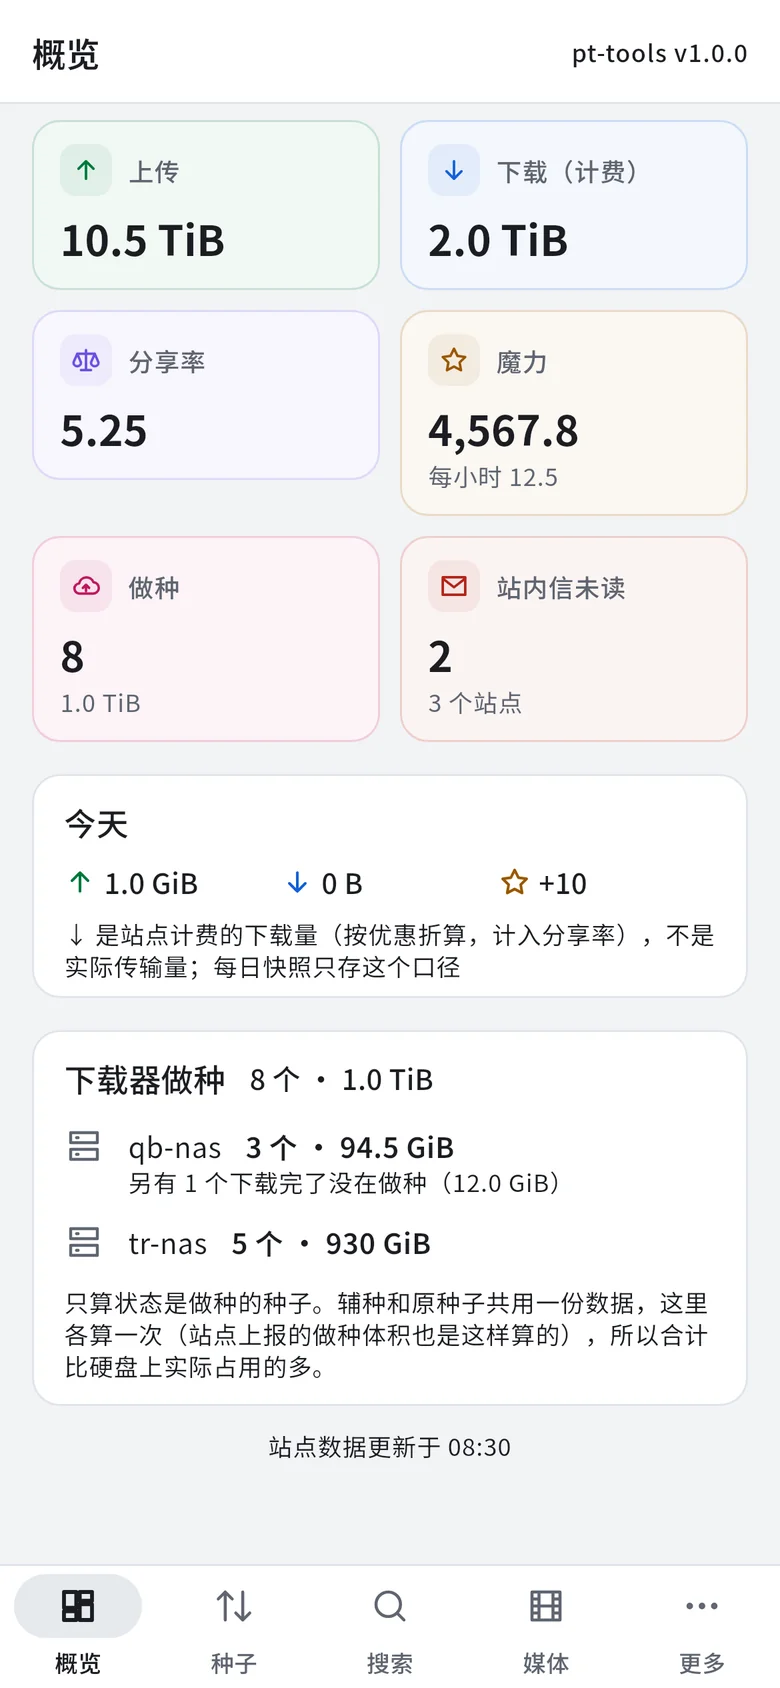 概览
pt-tools v1.0.0
上传
10.5 TiB
下载（计费）
2.0 TiB
分享率
5.25
魔力
4,567.8
每小时 12.5
做种
8
1.0 TiB
站内信未读
2
3 个站点
今天
↑ 1.0 GiB
↓ 0 B
+10
↓ 是站点计费的下载量（按优惠折算，计入分享率），不是
实际传输量；每日快照只存这个口径
下载器做种 8 个 · 1.0 TiB
qb-nas 3 个 · 94.5 GiB
另有 1 个下载完了没在做种（12.0 GiB）
tr-nas 5 个 · 930 GiB
只算状态是做种的种子。辅种和原种子共用一份数据，这里
各算一次（站点上报的做种体积也是这样算的），所以合计
比硬盘上实际占用的多。
站点数据更新于 08:30
概览
种子
搜索
媒体
更多